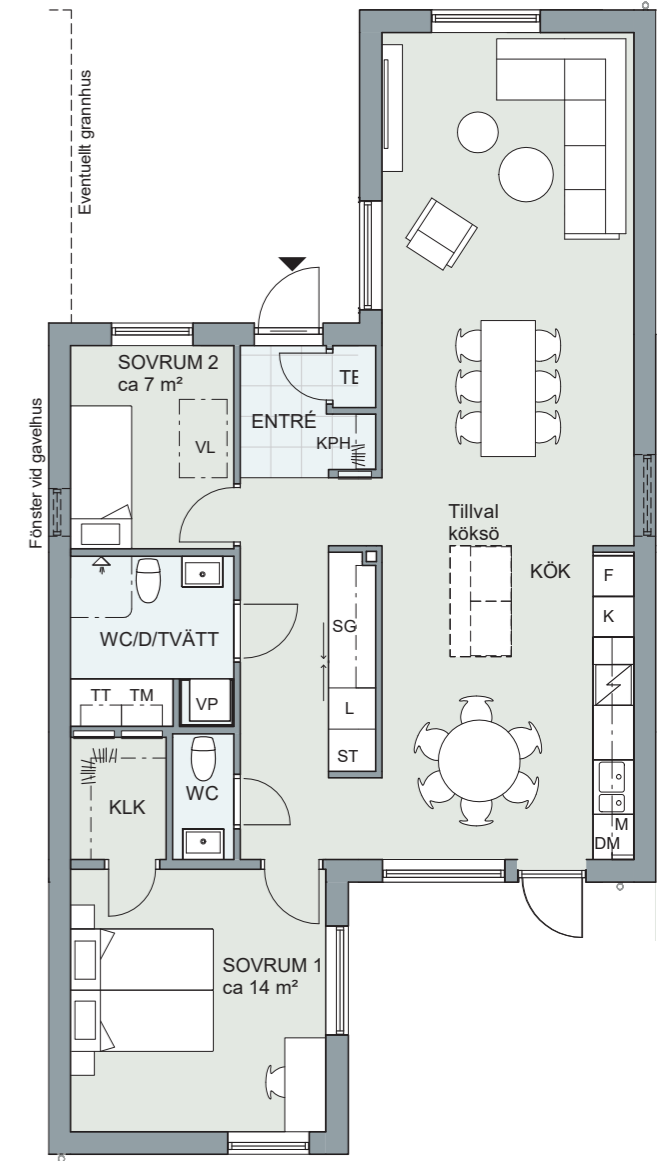 Eventuellt grannhus
SOVRUM 2
ca 7 m²
VL
ENTRÉ
KPH
Fönster vid gavelhus
Tillval
köksö
KÖK
F
K
SG
WC/D/TVÄTT
TT
TM
VP
L
ST
WC
KLK
M
DM
SOVRUM 1
ca 14 m²